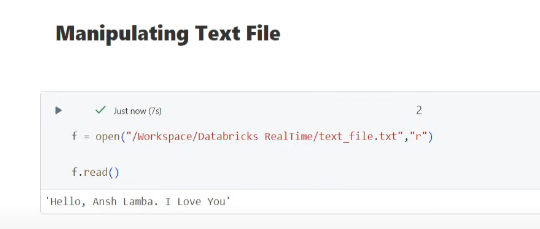 Manipulating Text File
Just now (7s)
2
f = open("/Workspace/Databricks RealTime/text_file.txt","r")
f.read()
'Hello, Ansh Lamba. I Love You'